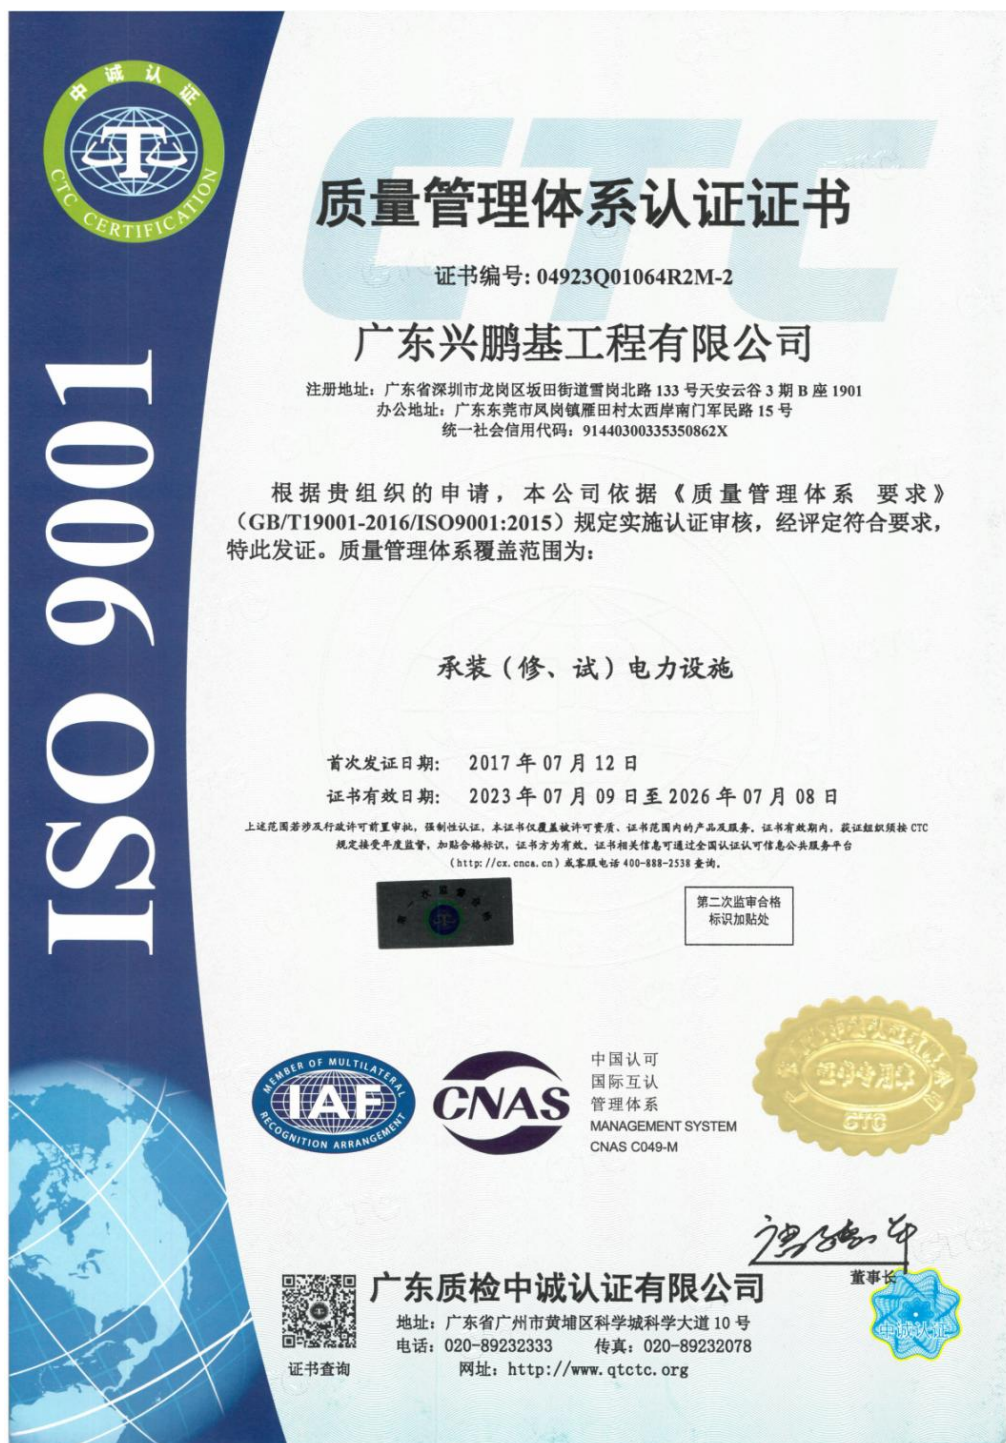 中诚认证
CTC CERTIFICATION
CTC
ISO 9001
质量管理体系认证证书
证书编号: 04923Q01064R2M-2
广东兴鹏基工程有限公司
注册地址：广东省深圳市龙岗区坂田街道雪岗北路 133 号天安云谷 3 期 B 座 1901
办公地址：广东东莞市凤岗镇雁田村太西岸南门军民路 15 号
统一社会信用代码：91440300335350862X
根据贵组织的申请，本公司依据《质量管理体系 要求》
（GB/T19001-2016/ISO9001:2015）规定实施认证审核，经评定符合要求，
特此发证。质量管理体系覆盖范围为：
承装（修、试）电力设施
首次发证日期： 2017 年 07 月 12 日
证书有效日期： 2023 年 07 月 09 日至 2026 年 07 月 08 日
上述范围若涉及行政许可前置审批，强制性认证，本证书仅覆盖被许可资质、证书范围内的产品及服务。证书有效期内，获证组织须按 CTC
规定接受年度监督，加贴合格标识，证书方为有效。证书相关信息可通过全国认证认可信息公共服务平台
（http://cx.cnca.cn）或客服电话 400-888-2538 查询。
第二次监审合格
标识加贴处
MEMBER OF MULTILATERAL
IAF
RECOGNITION ARRANGEMENT
CNAS
中国认可
国际互认
管理体系
MANAGEMENT SYSTEM
CNAS C049-M
证书专用章
CTC
董事长
中诚认证
广东质检中诚认证有限公司
地址：广东省广州市黄埔区科学城科学大道 10 号
电话：020-89232333 传真：020-89232078
网址：http://www.qtctc.org
证书查询